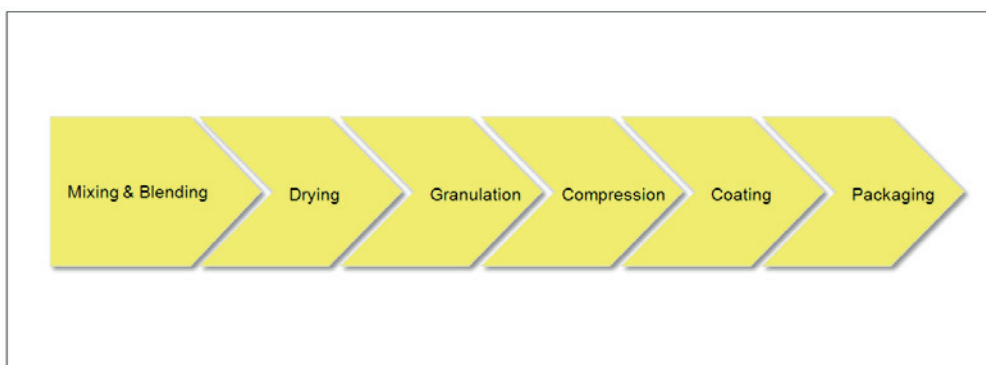 Mixing & Blending
Drying
Granulation
Compression
Coating
Packaging